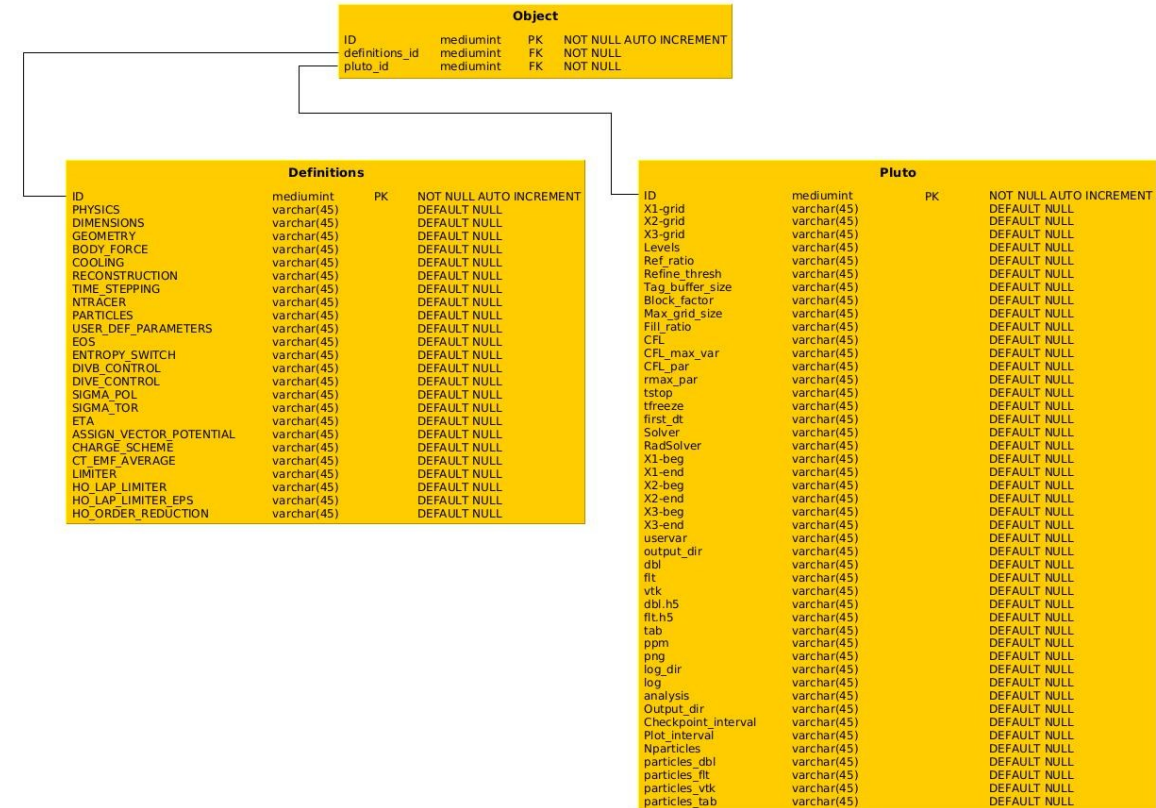 Object
ID mediumint PK NOT NULL AUTO INCREMENT
definitions_id mediumint FK NOT NULL
pluto_id mediumint FK NOT NULL
Definitions
ID mediumint PK NOT NULL AUTO INCREMENT
PHYSICS varchar(45) DEFAULT NULL
DIMENSIONS varchar(45) DEFAULT NULL
GEOMETRY varchar(45) DEFAULT NULL
BODY_FORCE varchar(45) DEFAULT NULL
COOLING varchar(45) DEFAULT NULL
RECONSTRUCTION varchar(45) DEFAULT NULL
TIME_STEPPING varchar(45) DEFAULT NULL
NTRACER varchar(45) DEFAULT NULL
PARTICLES varchar(45) DEFAULT NULL
USER_DEF_PARAMETERS varchar(45) DEFAULT NULL
EOS varchar(45) DEFAULT NULL
ENTROPY_SWITCH varchar(45) DEFAULT NULL
DIVB_CONTROL varchar(45) DEFAULT NULL
DIVE_CONTROL varchar(45) DEFAULT NULL
SIGMA_POL varchar(45) DEFAULT NULL
SIGMA_TOR varchar(45) DEFAULT NULL
ETA varchar(45) DEFAULT NULL
ASSIGN_VECTOR_POTENTIAL varchar(45) DEFAULT NULL
CHARGE_SCHEME varchar(45) DEFAULT NULL
CT_EMF_AVERAGE varchar(45) DEFAULT NULL
LIMITER varchar(45) DEFAULT NULL
HO_LAP_LIMITER varchar(45) DEFAULT NULL
HO_LAP_LIMITER_EPS varchar(45) DEFAULT NULL
HO_ORDER_REDUCTION varchar(45) DEFAULT NULL
Pluto
ID mediumint PK NOT NULL AUTO INCREMENT
X1-grid varchar(45) DEFAULT NULL
X2-grid varchar(45) DEFAULT NULL
X3-grid varchar(45) DEFAULT NULL
Levels varchar(45) DEFAULT NULL
Ref_ratio varchar(45) DEFAULT NULL
Refine_thresh varchar(45) DEFAULT NULL
Tag_buffer_size varchar(45) DEFAULT NULL
Block_factor varchar(45) DEFAULT NULL
Max_grid_size varchar(45) DEFAULT NULL
Fill_ratio varchar(45) DEFAULT NULL
CFL varchar(45) DEFAULT NULL
CFL_max_var varchar(45) DEFAULT NULL
CFL_par varchar(45) DEFAULT NULL
rmax_par varchar(45) DEFAULT NULL
tstop varchar(45) DEFAULT NULL
tfreeze varchar(45) DEFAULT NULL
first_dt varchar(45) DEFAULT NULL
Solver varchar(45) DEFAULT NULL
RadSolver varchar(45) DEFAULT NULL
X1-beg varchar(45) DEFAULT NULL
X1-end varchar(45) DEFAULT NULL
X2-beg varchar(45) DEFAULT NULL
X2-end varchar(45) DEFAULT NULL
X3-beg varchar(45) DEFAULT NULL
X3-end varchar(45) DEFAULT NULL
uservar varchar(45) DEFAULT NULL
output_dir varchar(45) DEFAULT NULL
dbl varchar(45) DEFAULT NULL
flt varchar(45) DEFAULT NULL
vtk varchar(45) DEFAULT NULL
dbl.h5 varchar(45) DEFAULT NULL
flt.h5 varchar(45) DEFAULT NULL
tab varchar(45) DEFAULT NULL
ppm varchar(45) DEFAULT NULL
png varchar(45) DEFAULT NULL
log_dir varchar(45) DEFAULT NULL
log varchar(45) DEFAULT NULL
analysis varchar(45) DEFAULT NULL
Output_dir varchar(45) DEFAULT NULL
Checkpoint_interval varchar(45) DEFAULT NULL
Plot_interval varchar(45) DEFAULT NULL
Nparticles varchar(45) DEFAULT NULL
particles_dbl varchar(45) DEFAULT NULL
particles_flt varchar(45) DEFAULT NULL
particles_vtk varchar(45) DEFAULT NULL
particles_tab varchar(45) DEFAULT NULL